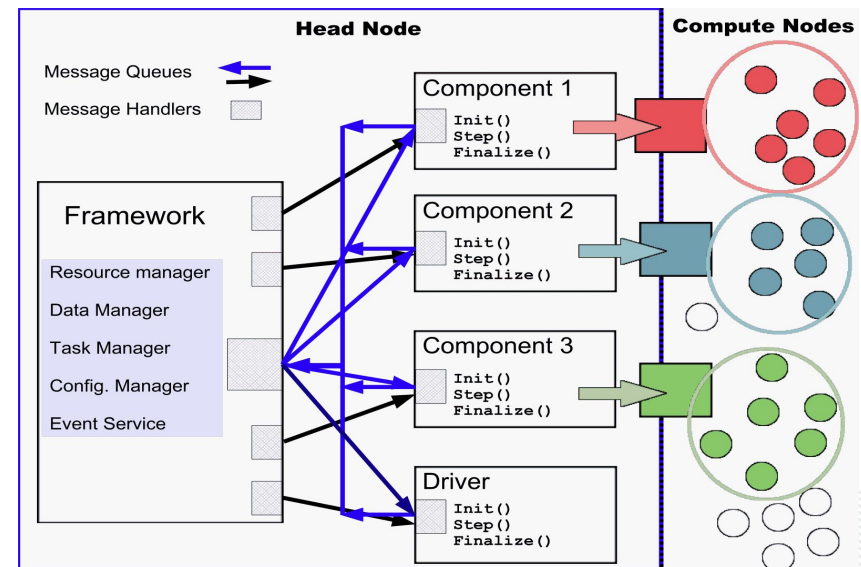 Head Node
Compute Nodes
Message Queues
Message Handlers
Framework
Resource manager
Data Manager
Task Manager
Config. Manager
Event Service
Component 1
Init()
Step()
Finalize()
Component 2
Init()
Step()
Finalize()
Component 3
Init()
Step()
Finalize()
Driver
Init()
Step()
Finalize()